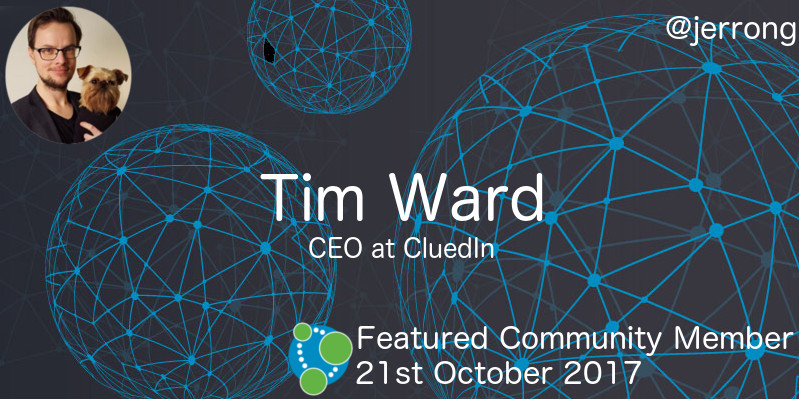 @jerrong
Tim Ward
CEO at CluedIn
Featured Community Member
21st October 2017